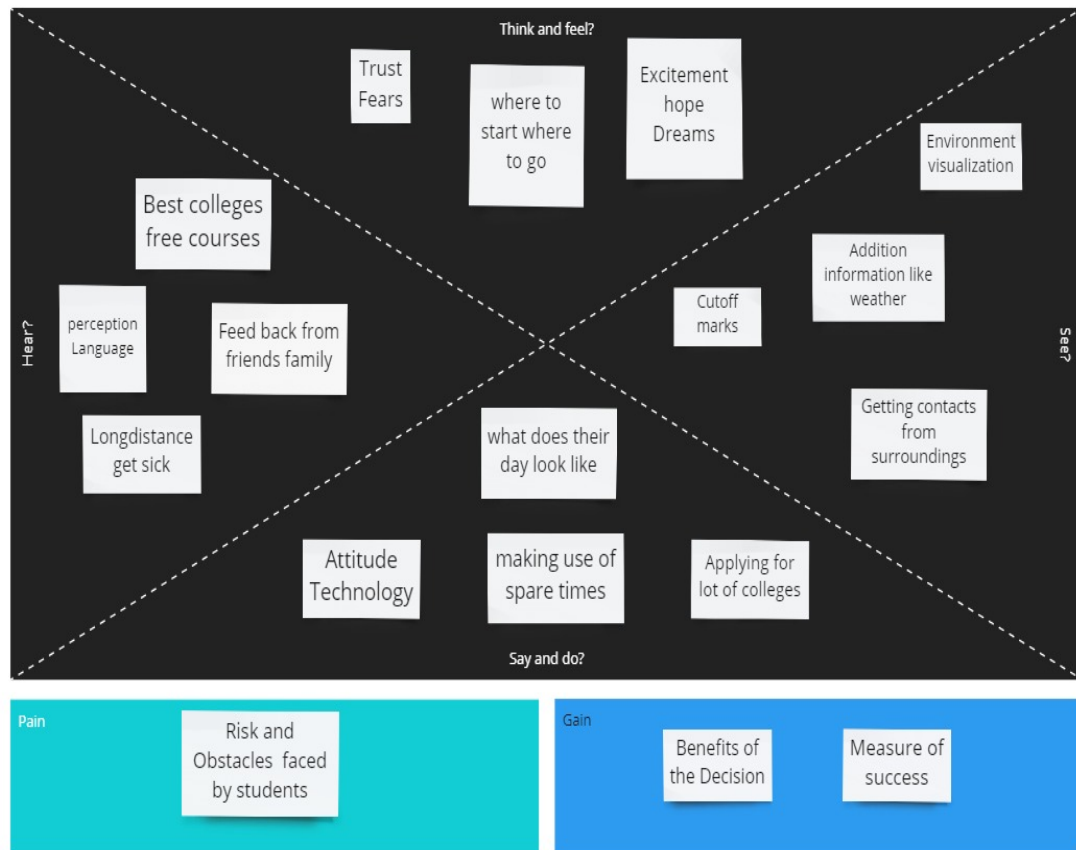 Think and feel?
Trust
Fears
where to
start where
to go
Excitement
hope
Dreams
Hear?
Best colleges
free courses
perception
Language
Feed back from
friends family
Longdistance
get sick
See?
Environment
visualization
Addition
information like
weather
Cutoff
marks
Getting contacts
from
surroundings
what does their
day look like
Attitude
Technology
making use of
spare times
Applying for
lot of colleges
Say and do?
Pain
Risk and
Obstacles faced
by students
Gain
Benefits of
the Decision
Measure of
success